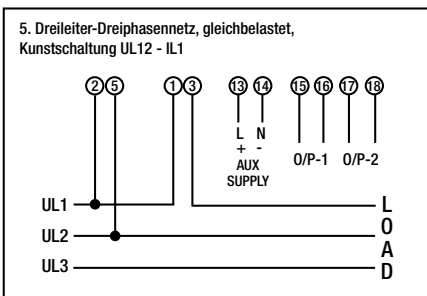 5. Dreileiter-Dreiphasennetz, gleichbelastet,
Kunstschaltung UL12 - IL1
2 5 1 3 13 14 15 16 17 18
L N
+ -
AUX
SUPPLY
O/P-1 O/P-2
UL1
UL2
UL3
L
O
A
D